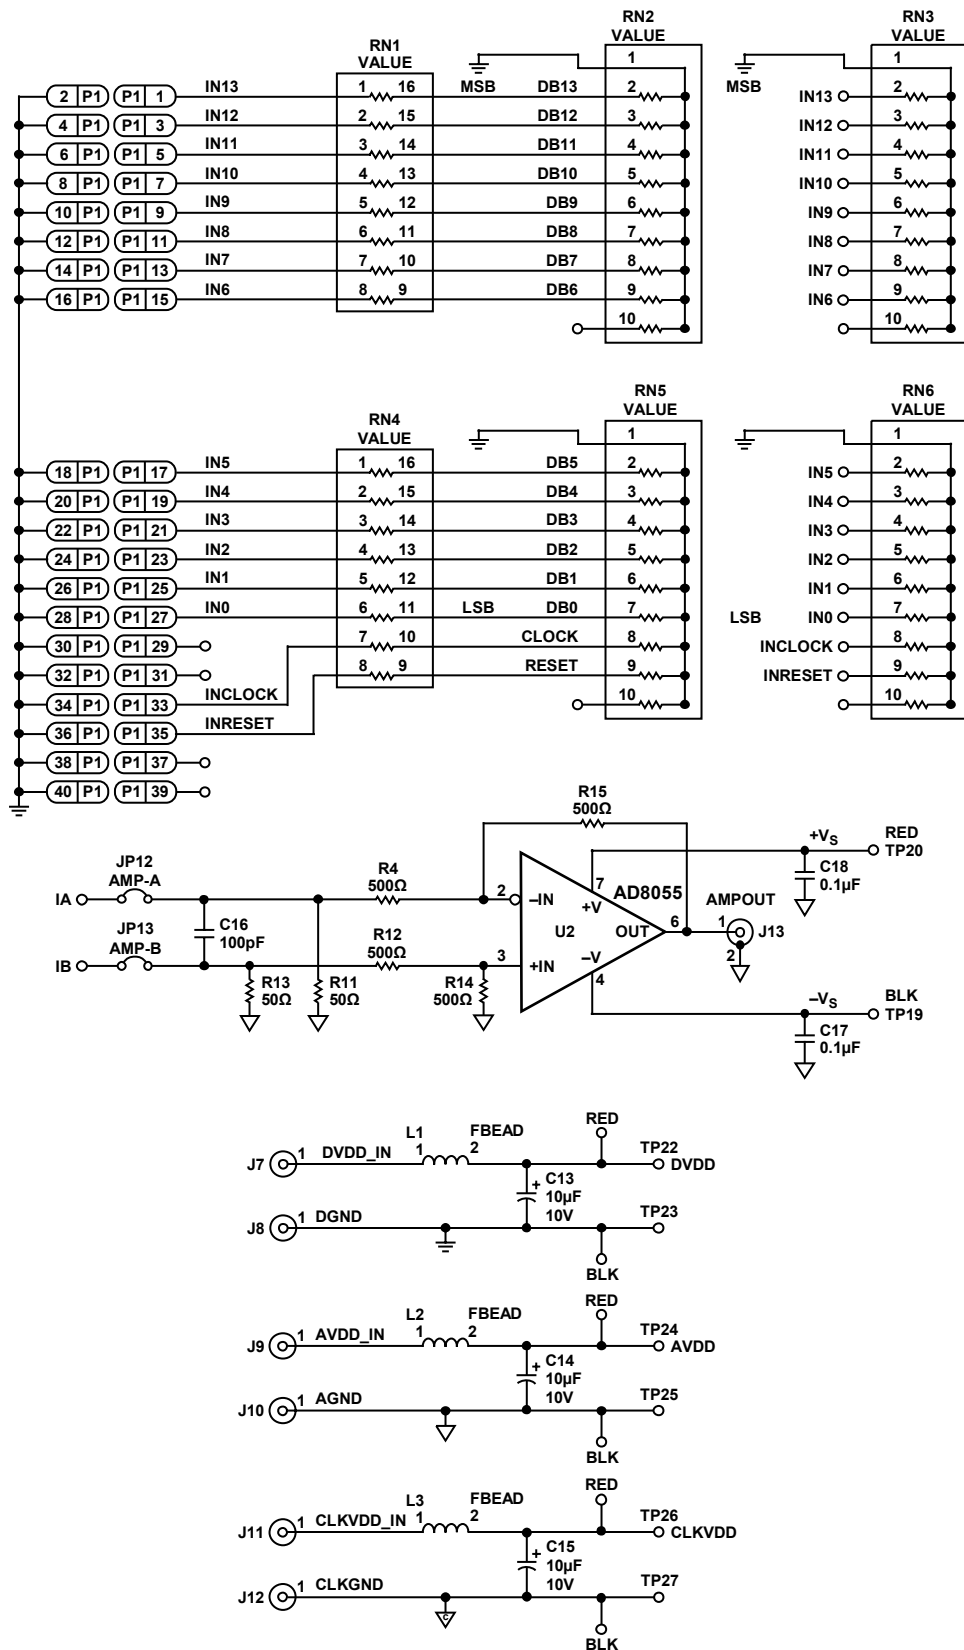 RN1
VALUE
RN2
VALUE
RN3
VALUE
1
1
MSB
MSB
2 P1 P1 1 IN13 1 16 DB13 2 IN13 2
4 P1 P1 3 IN12 2 15 DB12 3 IN12 3
6 P1 P1 5 IN11 3 14 DB11 4 IN11 4
8 P1 P1 7 IN10 4 13 DB10 5 IN10 5
10 P1 P1 9 IN9 5 12 DB9 6 IN9 6
12 P1 P1 11 IN8 6 11 DB8 7 IN8 7
14 P1 P1 13 IN7 7 10 DB7 8 IN7 8
16 P1 P1 15 IN6 8 9 DB6 9 IN6 9
10 10
RN4
VALUE
RN5
VALUE
RN6
VALUE
1
1
18 P1 P1 17 IN5 1 16 DB5 2 IN5 2
20 P1 P1 19 IN4 2 15 DB4 3 IN4 3
22 P1 P1 21 IN3 3 14 DB3 4 IN3 4
24 P1 P1 23 IN2 4 13 DB2 5 IN2 5
26 P1 P1 25 IN1 5 12 DB1 6 IN1 6
28 P1 P1 27 IN0 6 11 LSB DB0 7 LSB IN0 7
30 P1 P1 29 7 10 CLOCK 8 INCLOCK 8
32 P1 P1 31 8 9 RESET 9 INRESET 9
34 P1 P1 33 INCLOCK 10 10
36 P1 P1 35 INRESET
38 P1 P1 37
40 P1 P1 39
R15
500Ω
+VS
RED
TP20
C18
0.1µF
JP12
AMP-A
IA
R4
500Ω
2
–IN
7
+V
AD8055
AMPOUT
C16
100pF
U2
OUT
6
1
J13
2
JP13
AMP-B
IB
R12
500Ω
3
+IN
–V
4
R13
50Ω
R11
50Ω
R14
500Ω
–VS
BLK
TP19
C17
0.1µF
J7 1 DVDD_IN
L1
1
FBEAD
2
RED
TP22
DVDD
C13
+
10µF
10V
J8 1 DGND
TP23
BLK
J9 1 AVDD_IN
L2
1
FBEAD
2
RED
TP24
AVDD
C14
+
10µF
10V
J10 1 AGND
TP25
BLK
J11 1 CLKVDD_IN
L3
1
FBEAD
2
RED
TP26
CLKVDD
C15
+
10µF
10V
J12 1 CLKGND
C
TP27
BLK